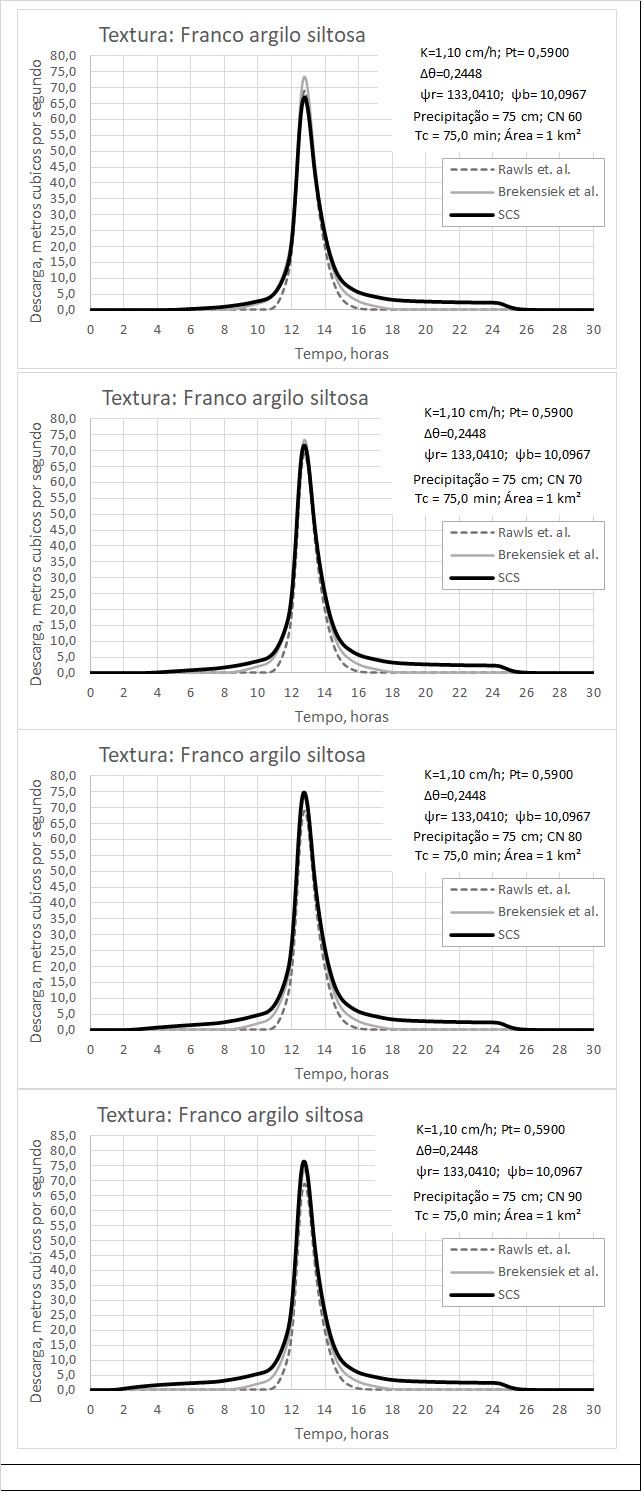 Textura: Franco argilo siltosa
K=1,10 cm/h; Pt= 0,5900
Δθ=0,2448
ψr= 133,0410; ψb= 10,0967
Precipitação = 75 cm; CN 60
Tc = 75,0 min; Área = 1 km²
Rawls et. al.
Brekensiek et al.
SCS
Descarga, metros cubicos por segundo
80,0
75,0
70,0
65,0
60,0
55,0
50,0
45,0
40,0
35,0
30,0
25,0
20,0
15,0
10,0
5,0
0,0
0 2 4 6 8 10 12 14 16 18 20 22 24 26 28 30
Tempo, horas
Textura: Franco argilo siltosa
K=1,10 cm/h; Pt= 0,5900
Δθ=0,2448
ψr= 133,0410; ψb= 10,0967
Precipitação = 75 cm; CN 70
Tc = 75,0 min; Área = 1 km²
Rawls et. al.
Brekensiek et al.
SCS
Descarga, metros cubicos por segundo
80,0
75,0
70,0
65,0
60,0
55,0
50,0
45,0
40,0
35,0
30,0
25,0
20,0
15,0
10,0
5,0
0,0
0 2 4 6 8 10 12 14 16 18 20 22 24 26 28 30
Tempo, horas
Textura: Franco argilo siltosa
K=1,10 cm/h; Pt= 0,5900
Δθ=0,2448
ψr= 133,0410; ψb= 10,0967
Precipitação = 75 cm; CN 80
Tc = 75,0 min; Área = 1 km²
Rawls et. al.
Brekensiek et al.
SCS
Descarga, metros cubicos por segundo
80,0
75,0
70,0
65,0
60,0
55,0
50,0
45,0
40,0
35,0
30,0
25,0
20,0
15,0
10,0
5,0
0,0
0 2 4 6 8 10 12 14 16 18 20 22 24 26 28 30
Tempo, horas
Textura: Franco argilo siltosa
K=1,10 cm/h; Pt= 0,5900
Δθ=0,2448
ψr= 133,0410; ψb= 10,0967
Precipitação = 75 cm; CN 90
Tc = 75,0 min; Área = 1 km²
Rawls et. al.
Brekensiek et al.
SCS
Descarga, metros cubicos por segundo
85,0
80,0
75,0
70,0
65,0
60,0
55,0
50,0
45,0
40,0
35,0
30,0
25,0
20,0
15,0
10,0
5,0
0,0
0 2 4 6 8 10 12 14 16 18 20 22 24 26 28 30
Tempo, horas